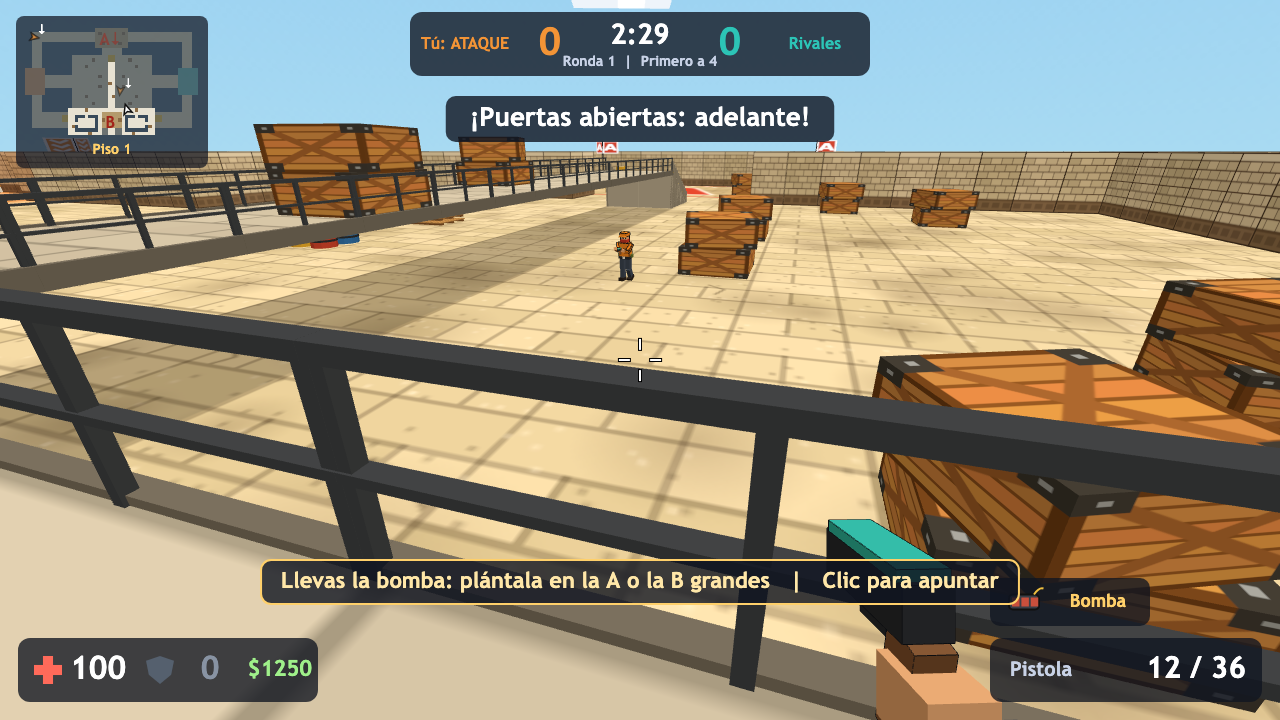 Tú: ATAQUE 0 2:29 0 Rivales
Ronda 1 | Primero a 4
¡Puertas abiertas: adelante!
A
B
Piso 1
A
A
Llevas la bomba: plántala en la A o la B grandes | Clic para apuntar
Bomba
100 0 $1250
Pistola 12 / 36